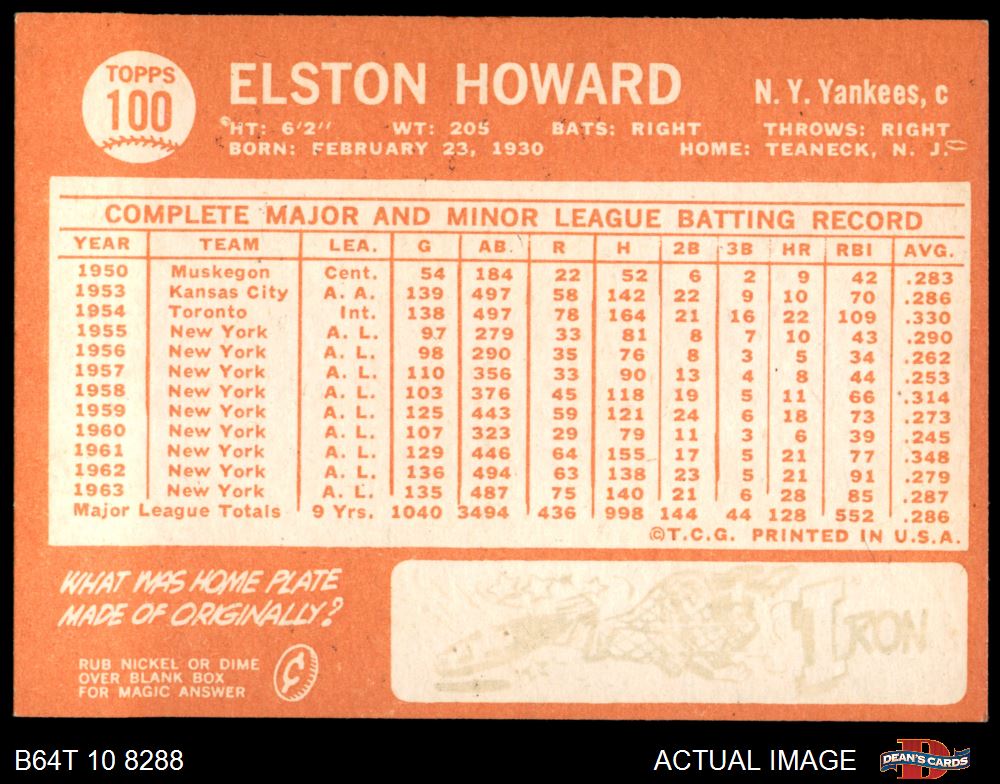 TOPPS
100
ELSTON HOWARD
N. Y. Yankees, c
HT: 6'2'' WT: 205 BATS: RIGHT THROWS: RIGHT
BORN: FEBRUARY 23, 1930 HOME: TEANECK, N. J.
COMPLETE MAJOR AND MINOR LEAGUE BATTING RECORD
YEAR TEAM LEA. G AB. R H 2B 3B HR RBI AVG.
1950 Muskegon Cent. 54 184 22 52 6 2 9 42 .283
1953 Kansas City A. A. 139 497 58 142 22 9 10 70 .286
1954 Toronto Int. 138 497 78 164 21 16 22 109 .330
1955 New York A. L. 97 279 33 81 8 7 10 43 .290
1956 New York A. L. 98 290 35 76 8 3 5 34 .262
1957 New York A. L. 110 356 33 90 13 4 8 44 .253
1958 New York A. L. 103 376 45 118 19 5 11 66 .314
1959 New York A. L. 125 443 59 121 24 6 18 73 .273
1960 New York A. L. 107 323 29 79 11 3 6 39 .245
1961 New York A. L. 129 446 64 155 17 5 21 77 .348
1962 New York A. L. 136 494 63 138 23 5 21 91 .279
1963 New York A. L. 135 487 75 140 21 6 28 85 .287
Major League Totals 9 Yrs. 1040 3494 436 998 144 44 128 552 .286
©T.C.G. PRINTED IN U.S.A.
WHAT WAS HOME PLATE
MADE OF ORIGINALLY?
RUB NICKEL OR DIME
OVER BLANK BOX
FOR MAGIC ANSWER
¢
IRON
B64T 10 8288
ACTUAL IMAGE
DEAN'S CARDS